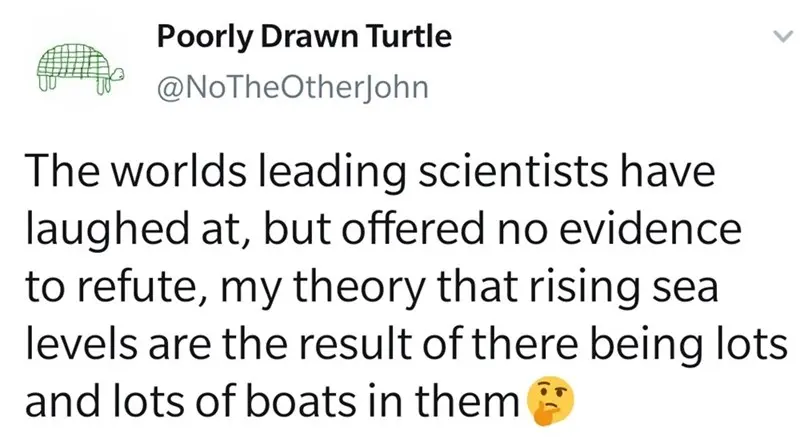 Poorly Drawn Turtle
@NoTheOtherJohn
The worlds leading scientists have
laughed at, but offered no evidence
to refute, my theory that rising sea
levels are the result of there being lots
and lots of boats in them🤔